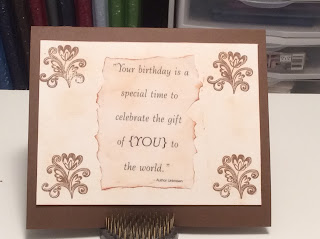 "Your birthday is a
special time to
celebrate the gift
of {YOU} to
the world."